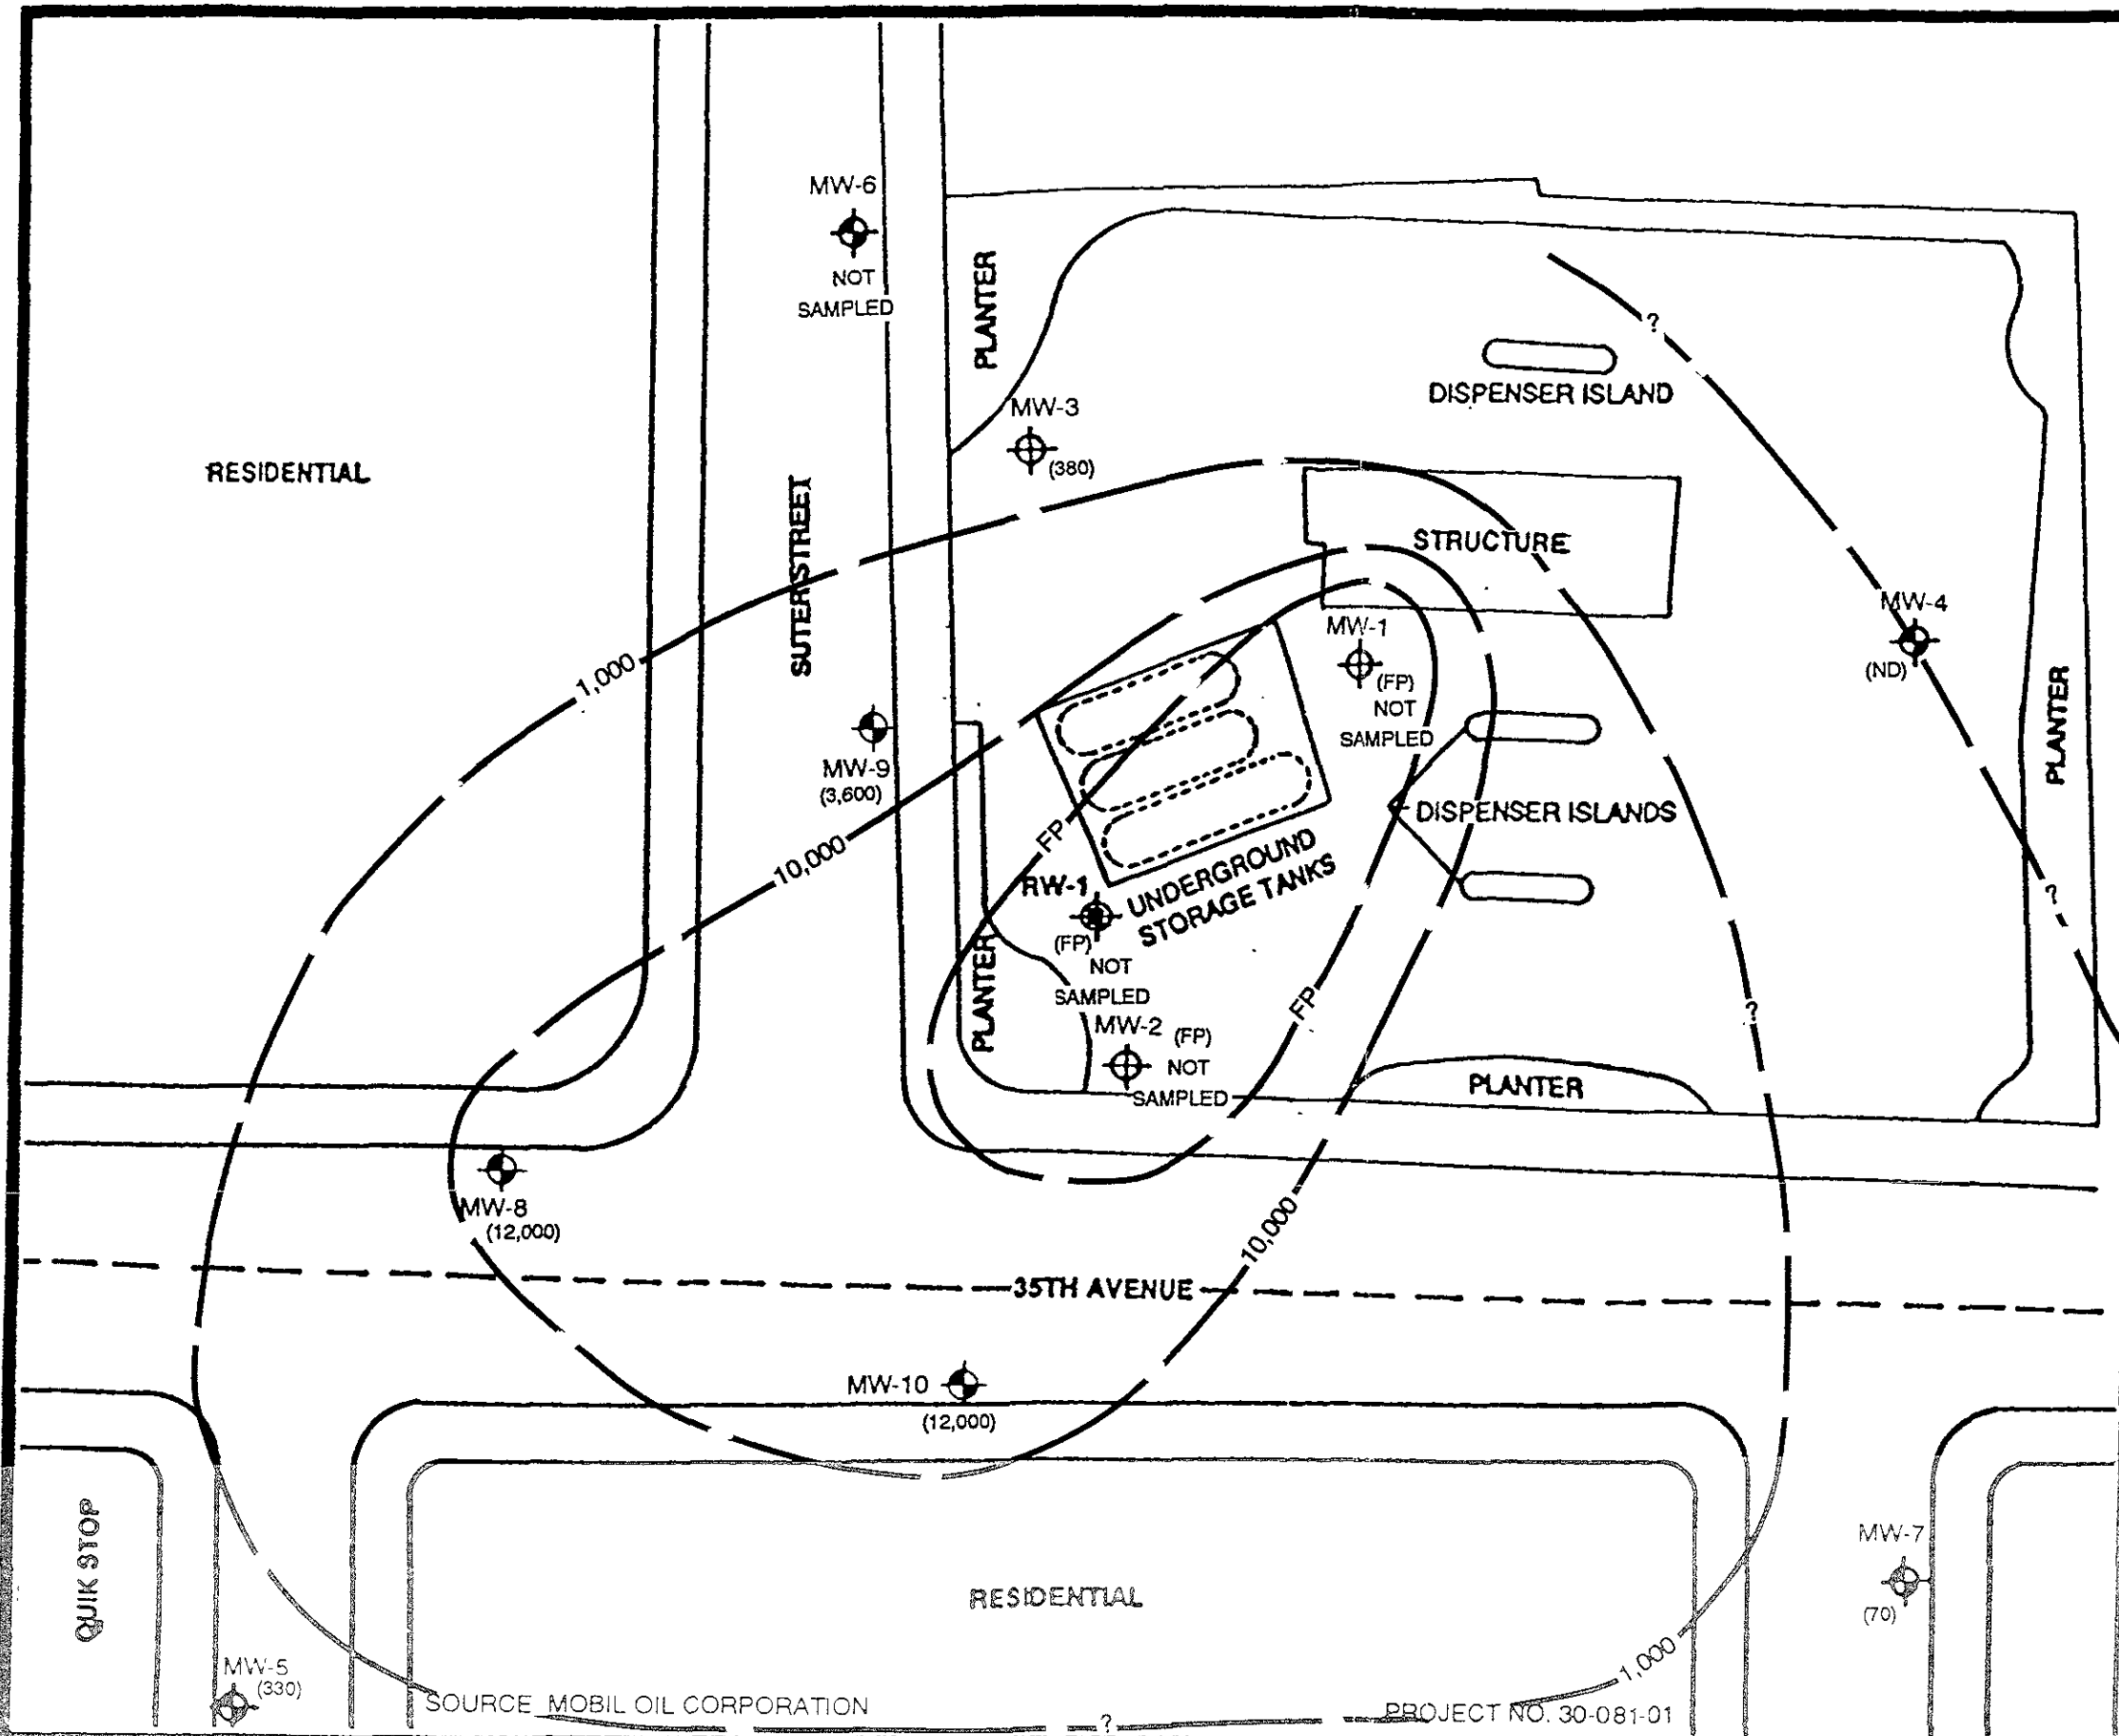 MW-6
NOT
SAMPLED
PLANTER
?
DISPENSER ISLAND
MW-3
(380)
RESIDENTIAL
SUTER STREET
STRUCTURE
MW-4
(ND)
MW-1
(FP)
NOT
SAMPLED
1,000
PLANTER
MW-9
(3,600)
10,000
FP
DISPENSER ISLANDS
UNDERGROUND
STORAGE TANKS
RW-1
(FP)
NOT
SAMPLED
PLANTER
?
FP
?
MW-2 (FP)
NOT
SAMPLED
PLANTER
MW-8
(12,000)
10,000
35TH AVENUE
MW-10
(12,000)
QUIK STOP
RESIDENTIAL
MW-7
(70)
1,000
MW-5
(330)
SOURCE MOBIL OIL CORPORATION
?
PROJECT NO. 30-081-01